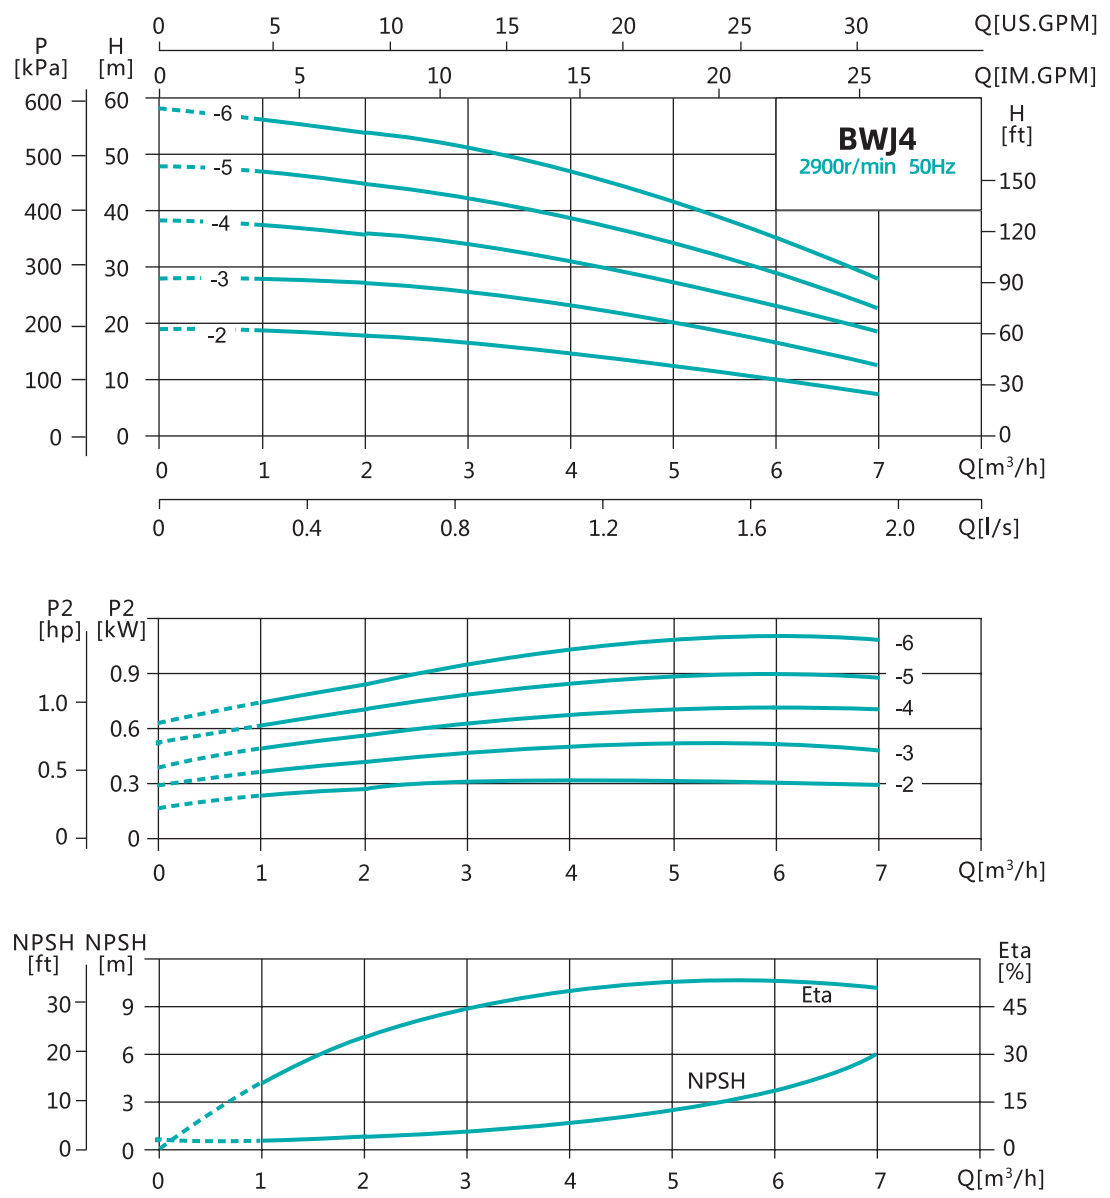 0 5 10 15 20 25 30 Q[US.GPM]
P H
[kPa] [m]
0 5 10 15 20 25 Q[IM.GPM]
600 60 -6 H
[ft]
BWJ4
2900r/min 50Hz
500 50 -5 150
400 40 -4 120
300 30 -3 90
200 20 -2 60
100 10 30
0 0 0
0 1 2 3 4 5 6 7 Q[m³/h]
0 0.4 0.8 1.2 1.6 2.0 Q[l/s]
P2 P2
[hp] [kW]
-6
0.9 -5
1.0 -4
0.6
-3
0.5 0.3 -2
0 0
0 1 2 3 4 5 6 7 Q[m³/h]
NPSH NPSH Eta
[ft] [m] [%]
Eta
30 9 45
20 6 30
NPSH
10 3 15
0 0 0
0 1 2 3 4 5 6 7 Q[m³/h]